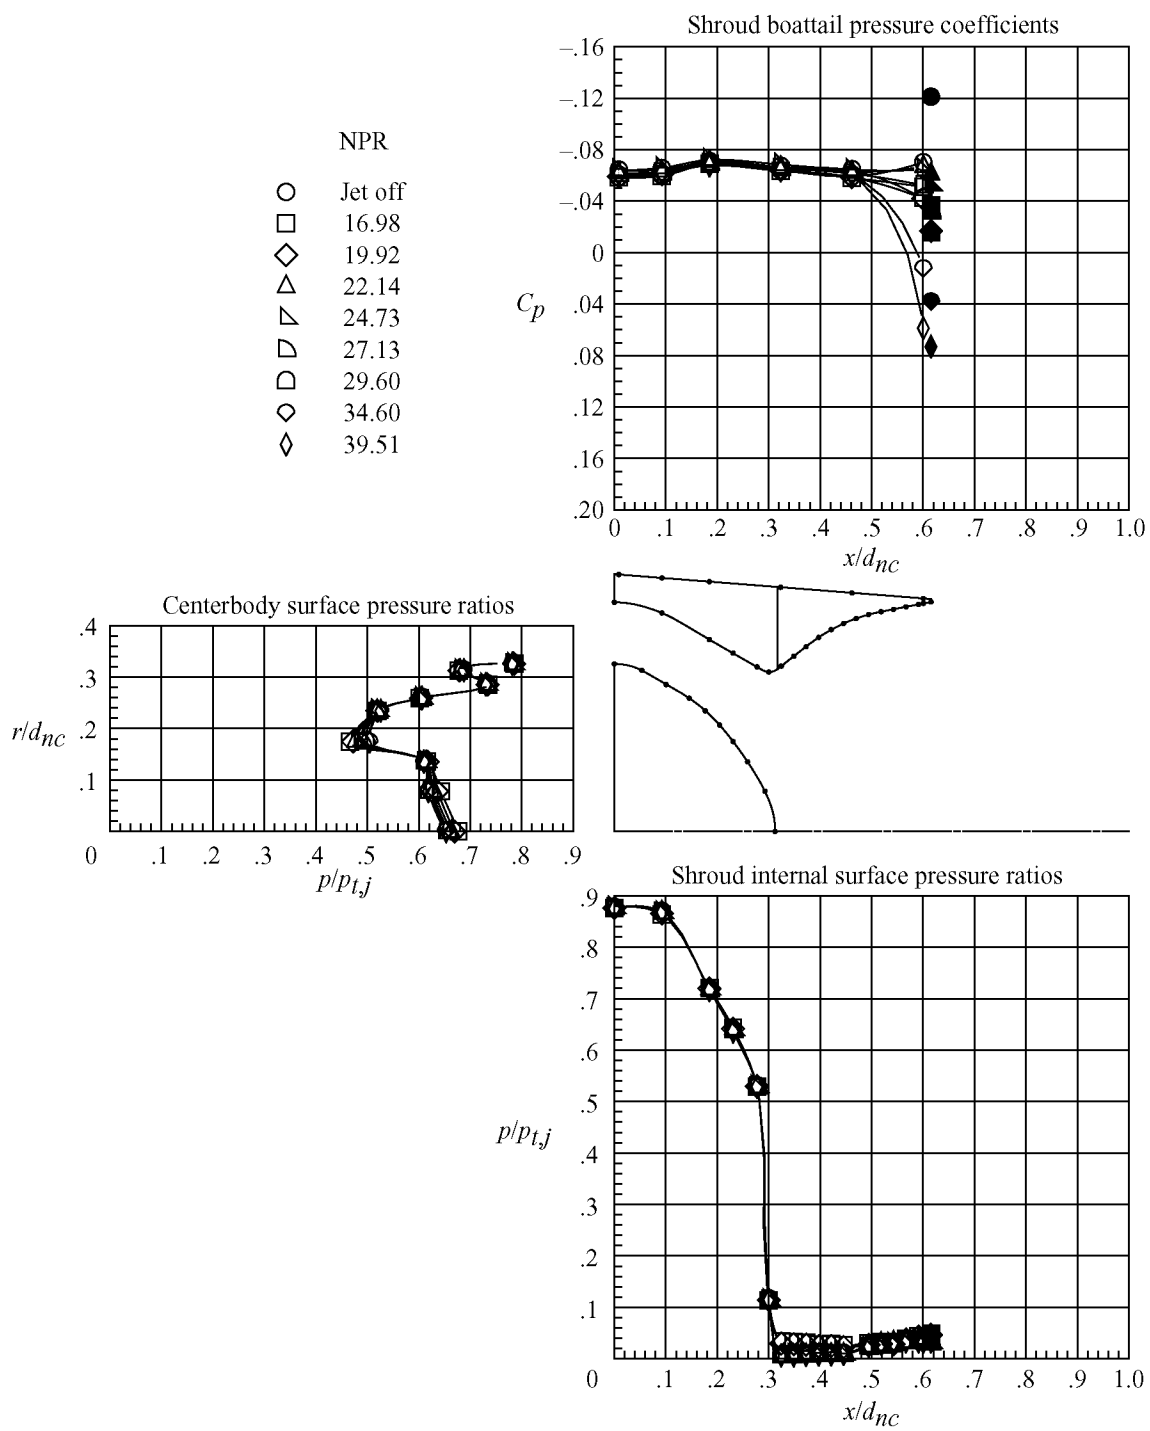 Shroud boattail pressure coefficients
–.16
–.12
–.08
–.04
0
.04
.08
.12
.16
.20
C_p
0 .1 .2 .3 .4 .5 .6 .7 .8 .9 1.0
x/d_nc
NPR
Jet off
16.98
19.92
22.14
24.73
27.13
29.60
34.60
39.51
Centerbody surface pressure ratios
.4
.3
.2
.1
r/d_nc
0 .1 .2 .3 .4 .5 .6 .7 .8 .9
p/p_t,j
Shroud internal surface pressure ratios
.9
.8
.7
.6
.5
.4
.3
.2
.1
p/p_t,j
0 .1 .2 .3 .4 .5 .6 .7 .8 .9 1.0
x/d_nc